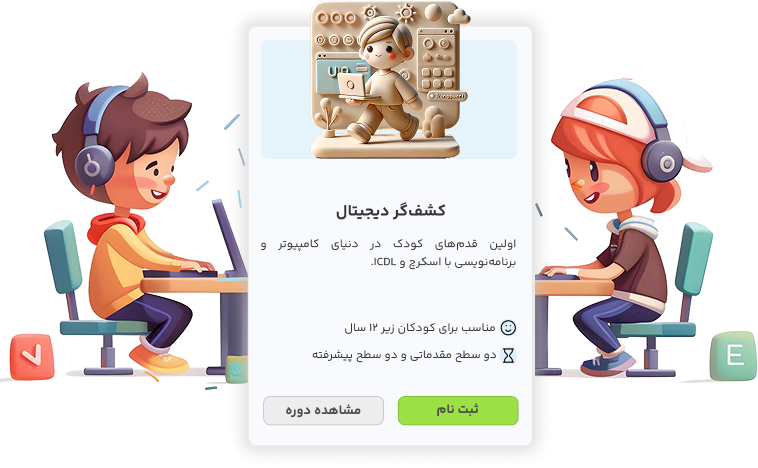 کشف‌گر دیجیتال
اولین قدم‌های کودک در دنیای کامپیوتر و
برنامه‌نویسی با اسکرچ و ICDL.
مناسب برای کودکان زیر ۱۲ سال
دو سطح مقدماتی و دو سطح پیشرفته
ثبت نام
مشاهده دوره
E